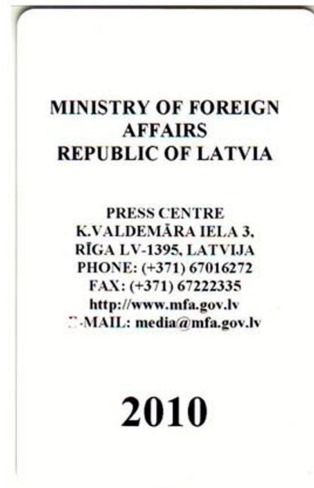 MINISTRY OF FOREIGN
AFFAIRS
REPUBLIC OF LATVIA
PRESS CENTRE
K.VALDEMĀRA IELA 3,
RĪGA LV-1395, LATVIJA
PHONE: (+371) 67016272
FAX: (+371) 67222335
http://www.mfa.gov.lv
E-MAIL: media@mfa.gov.lv
2010